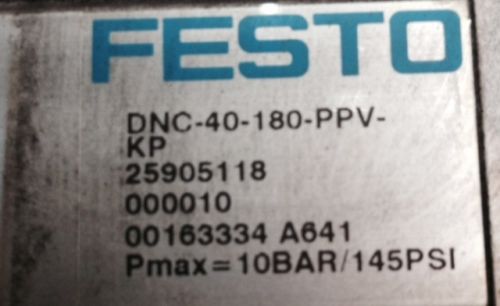 FESTO
DNC-40-180-PPV-
KP
25905118
000010
00163334 A641
Pmax=10BAR/145PSI